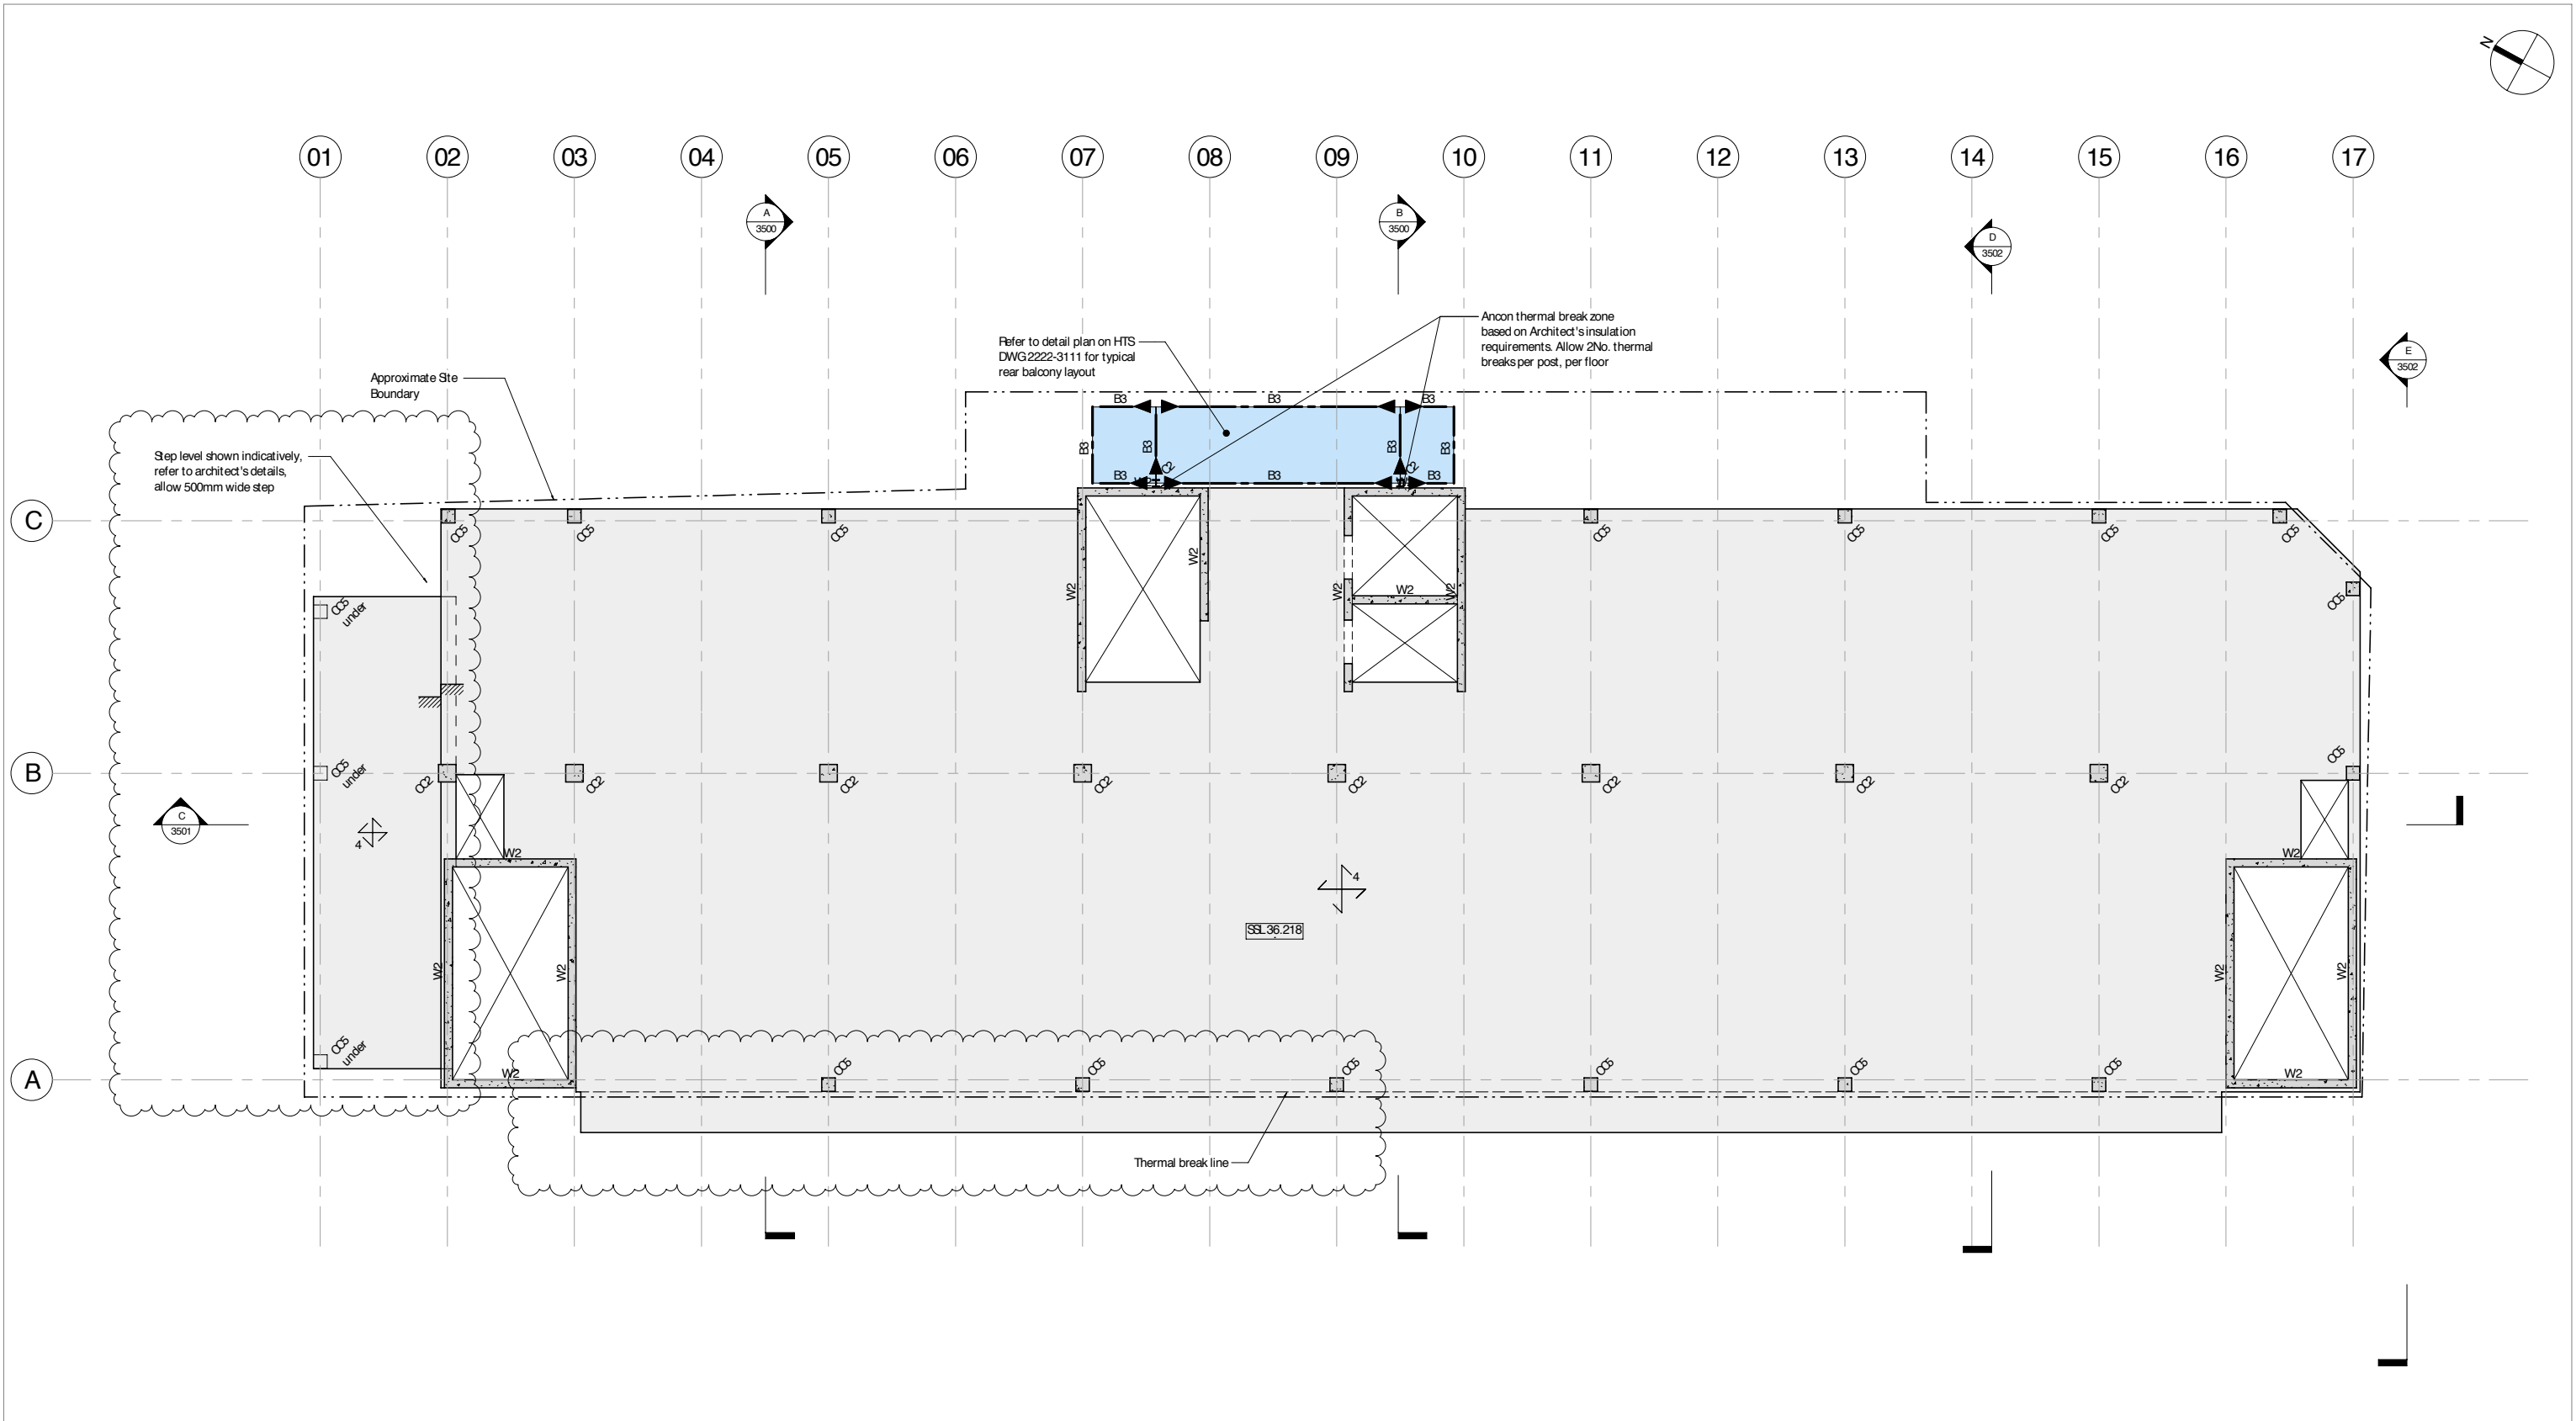 N
01
02
03
04
05
06
07
08
09
10
11
12
13
14
15
16
17
A
3500
B
3500
D
3502
E
3502
Ancon thermal break zone
based on Architect's insulation
requirements. Allow 2No. thermal
breaks per post, per floor
Refer to detail plan on HTS
DWG 2222-3111 for typical
rear balcony layout
Approximate Site
Boundary
Step level shown indicatively,
refer to architect's details,
allow 500mm wide step
B3
B3
B3
B3
B3
B3
B3
B3
B3
B3
C2
C2
C
CC5
CC5
CC5
CC5
CC5
CC5
CC5
W2
W2
W2
W2
W2
CC5
CC5
under
B
CC5
under
CC2
CC2
CC2
CC2
CC2
CC2
CC2
CC2
CC5
C
3501
4
4
SSL 36.218
W2
W2
W2
W2
W2
W2
W2
W2
CC5
under
A
CC5
CC5
CC5
CC5
CC5
CC5
Thermal break line